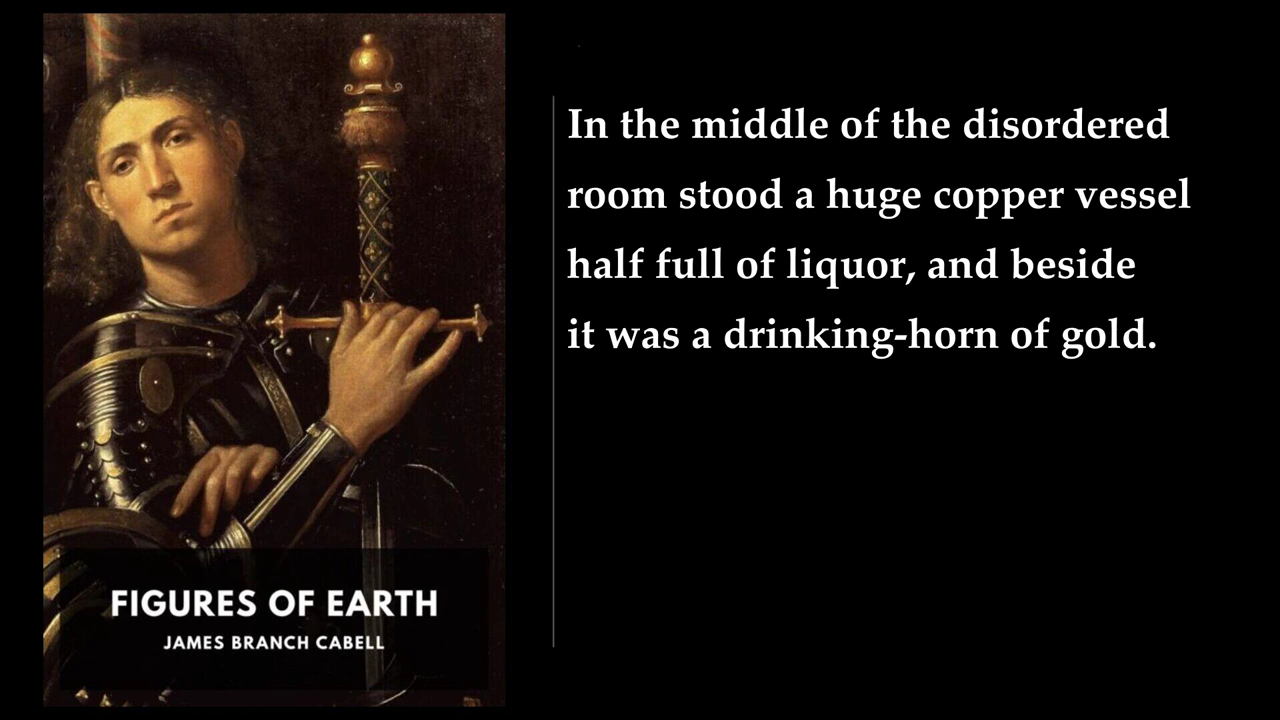 FIGURES OF EARTH
JAMES BRANCH CABELL
In the middle of the disordered
room stood a huge copper vessel
half full of liquor, and beside
it was a drinking-horn of gold.